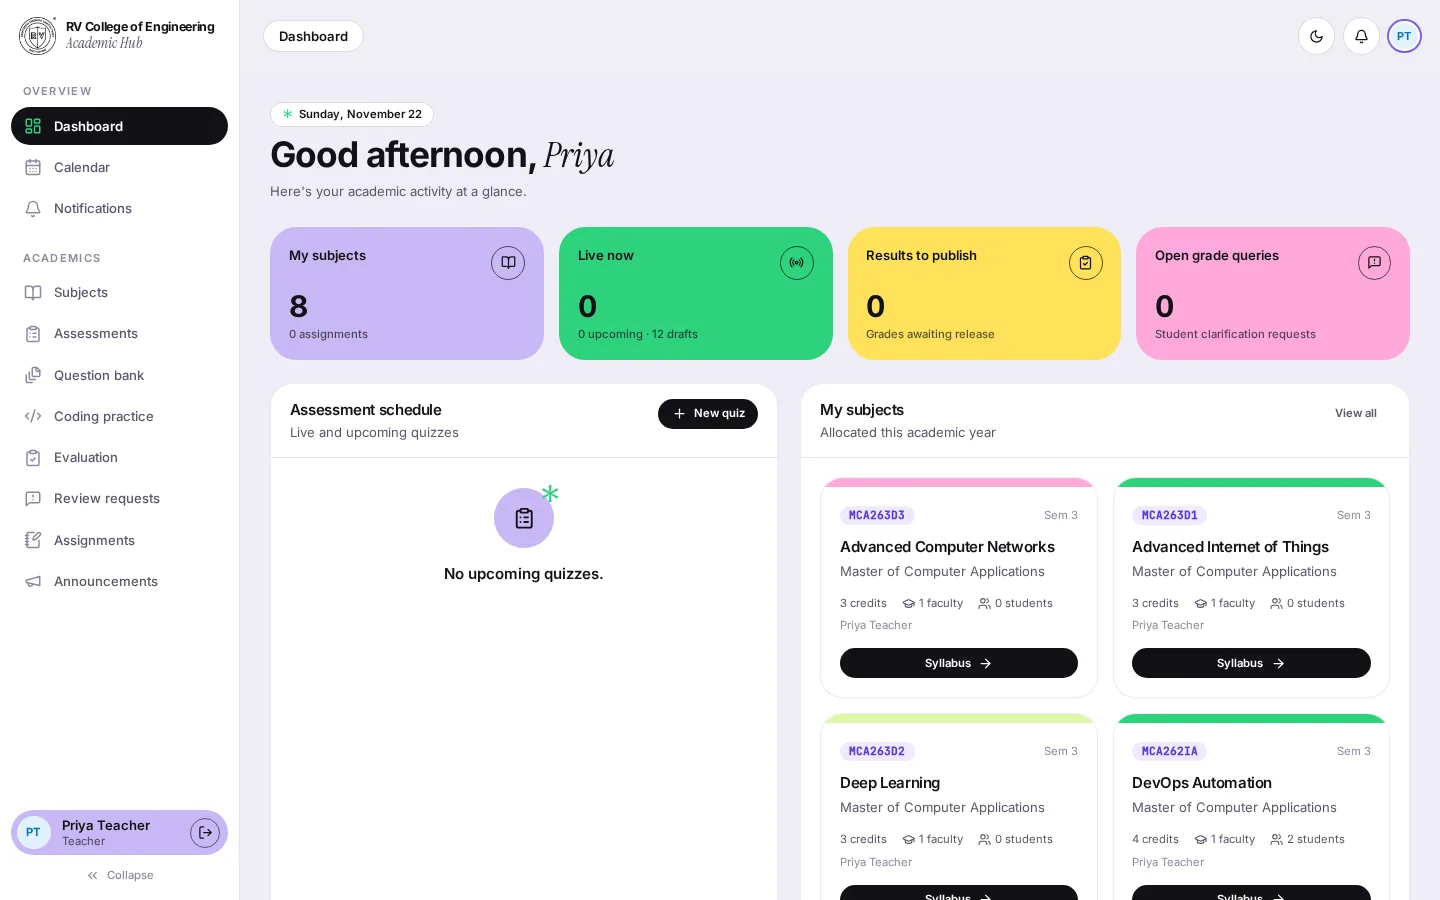 RV College of Engineering
Academic Hub
OVERVIEW
Dashboard
Calendar
Notifications
ACADEMICS
Subjects
Assessments
Question bank
Coding practice
Evaluation
Review requests
Assignments
Announcements
PT
Priya Teacher
Teacher
Collapse
Dashboard
PT
Sunday, November 22
Good afternoon, Priya
Here's your academic activity at a glance.
My subjects
8
0 assignments
Live now
0
0 upcoming · 12 drafts
Results to publish
0
Grades awaiting release
Open grade queries
0
Student clarification requests
Assessment schedule
Live and upcoming quizzes
New quiz
No upcoming quizzes.
My subjects
Allocated this academic year
View all
MCA263D3
Sem 3
Advanced Computer Networks
Master of Computer Applications
3 credits 1 faculty 0 students
Priya Teacher
Syllabus
MCA263D1
Sem 3
Advanced Internet of Things
Master of Computer Applications
3 credits 1 faculty 0 students
Priya Teacher
Syllabus
MCA263D2
Sem 3
Deep Learning
Master of Computer Applications
3 credits 1 faculty 0 students
Priya Teacher
Syllabus
MCA262IA
Sem 3
DevOps Automation
Master of Computer Applications
4 credits 1 faculty 2 students
Priya Teacher
Syllabus